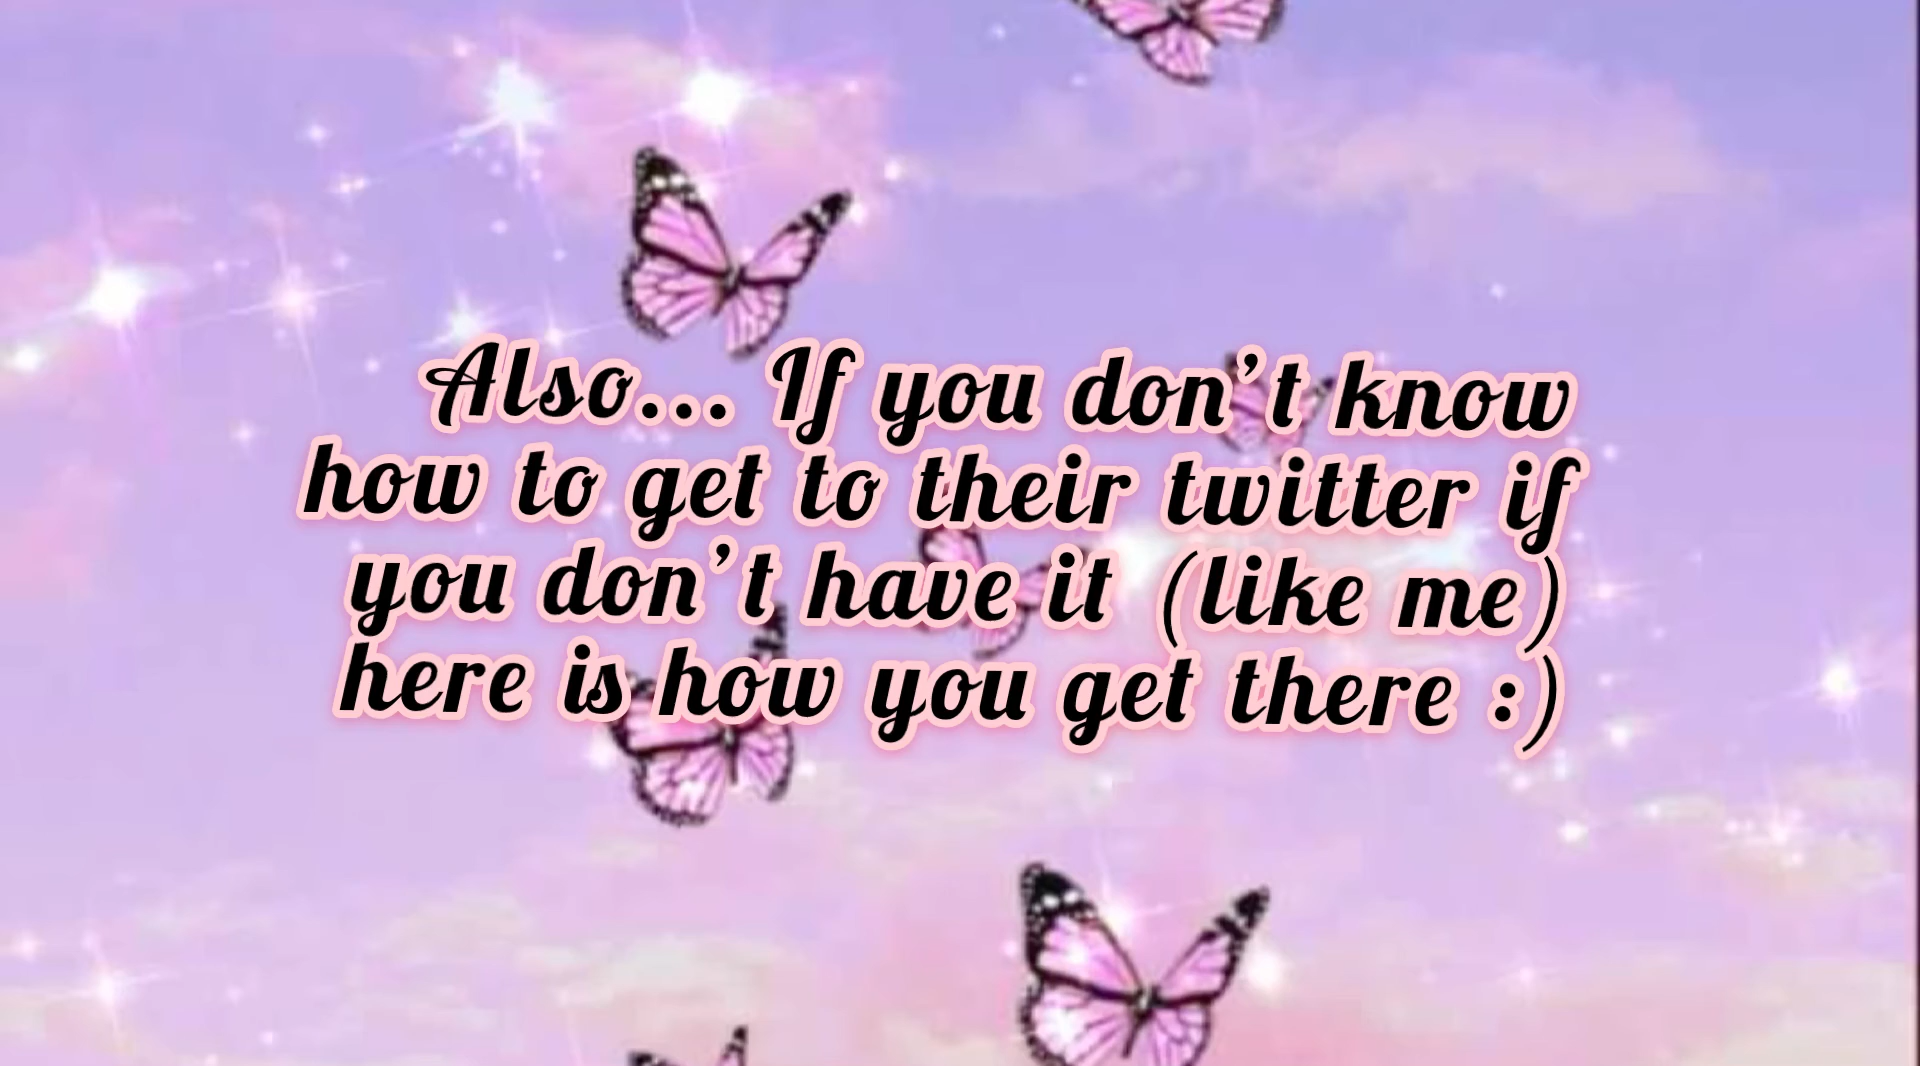 Also... If you don't know
how to get to their twitter if
you don't have it (like me)
here is how you get there :)